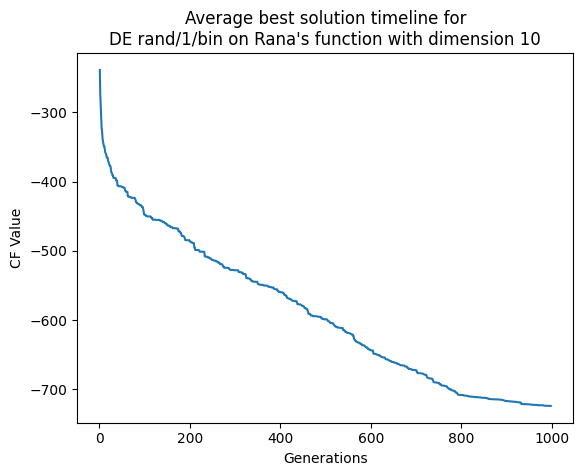 Average best solution timeline for
DE rand/1/bin on Rana's function with dimension 10
CF Value
−300
−400
−500
−600
−700
0 200 400 600 800 1000
Generations